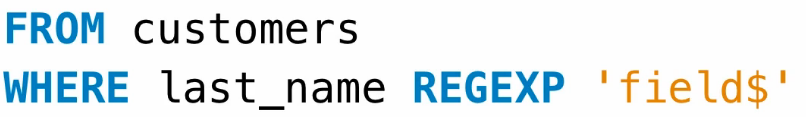 FROM customers
WHERE last_name REGEXP 'field$'